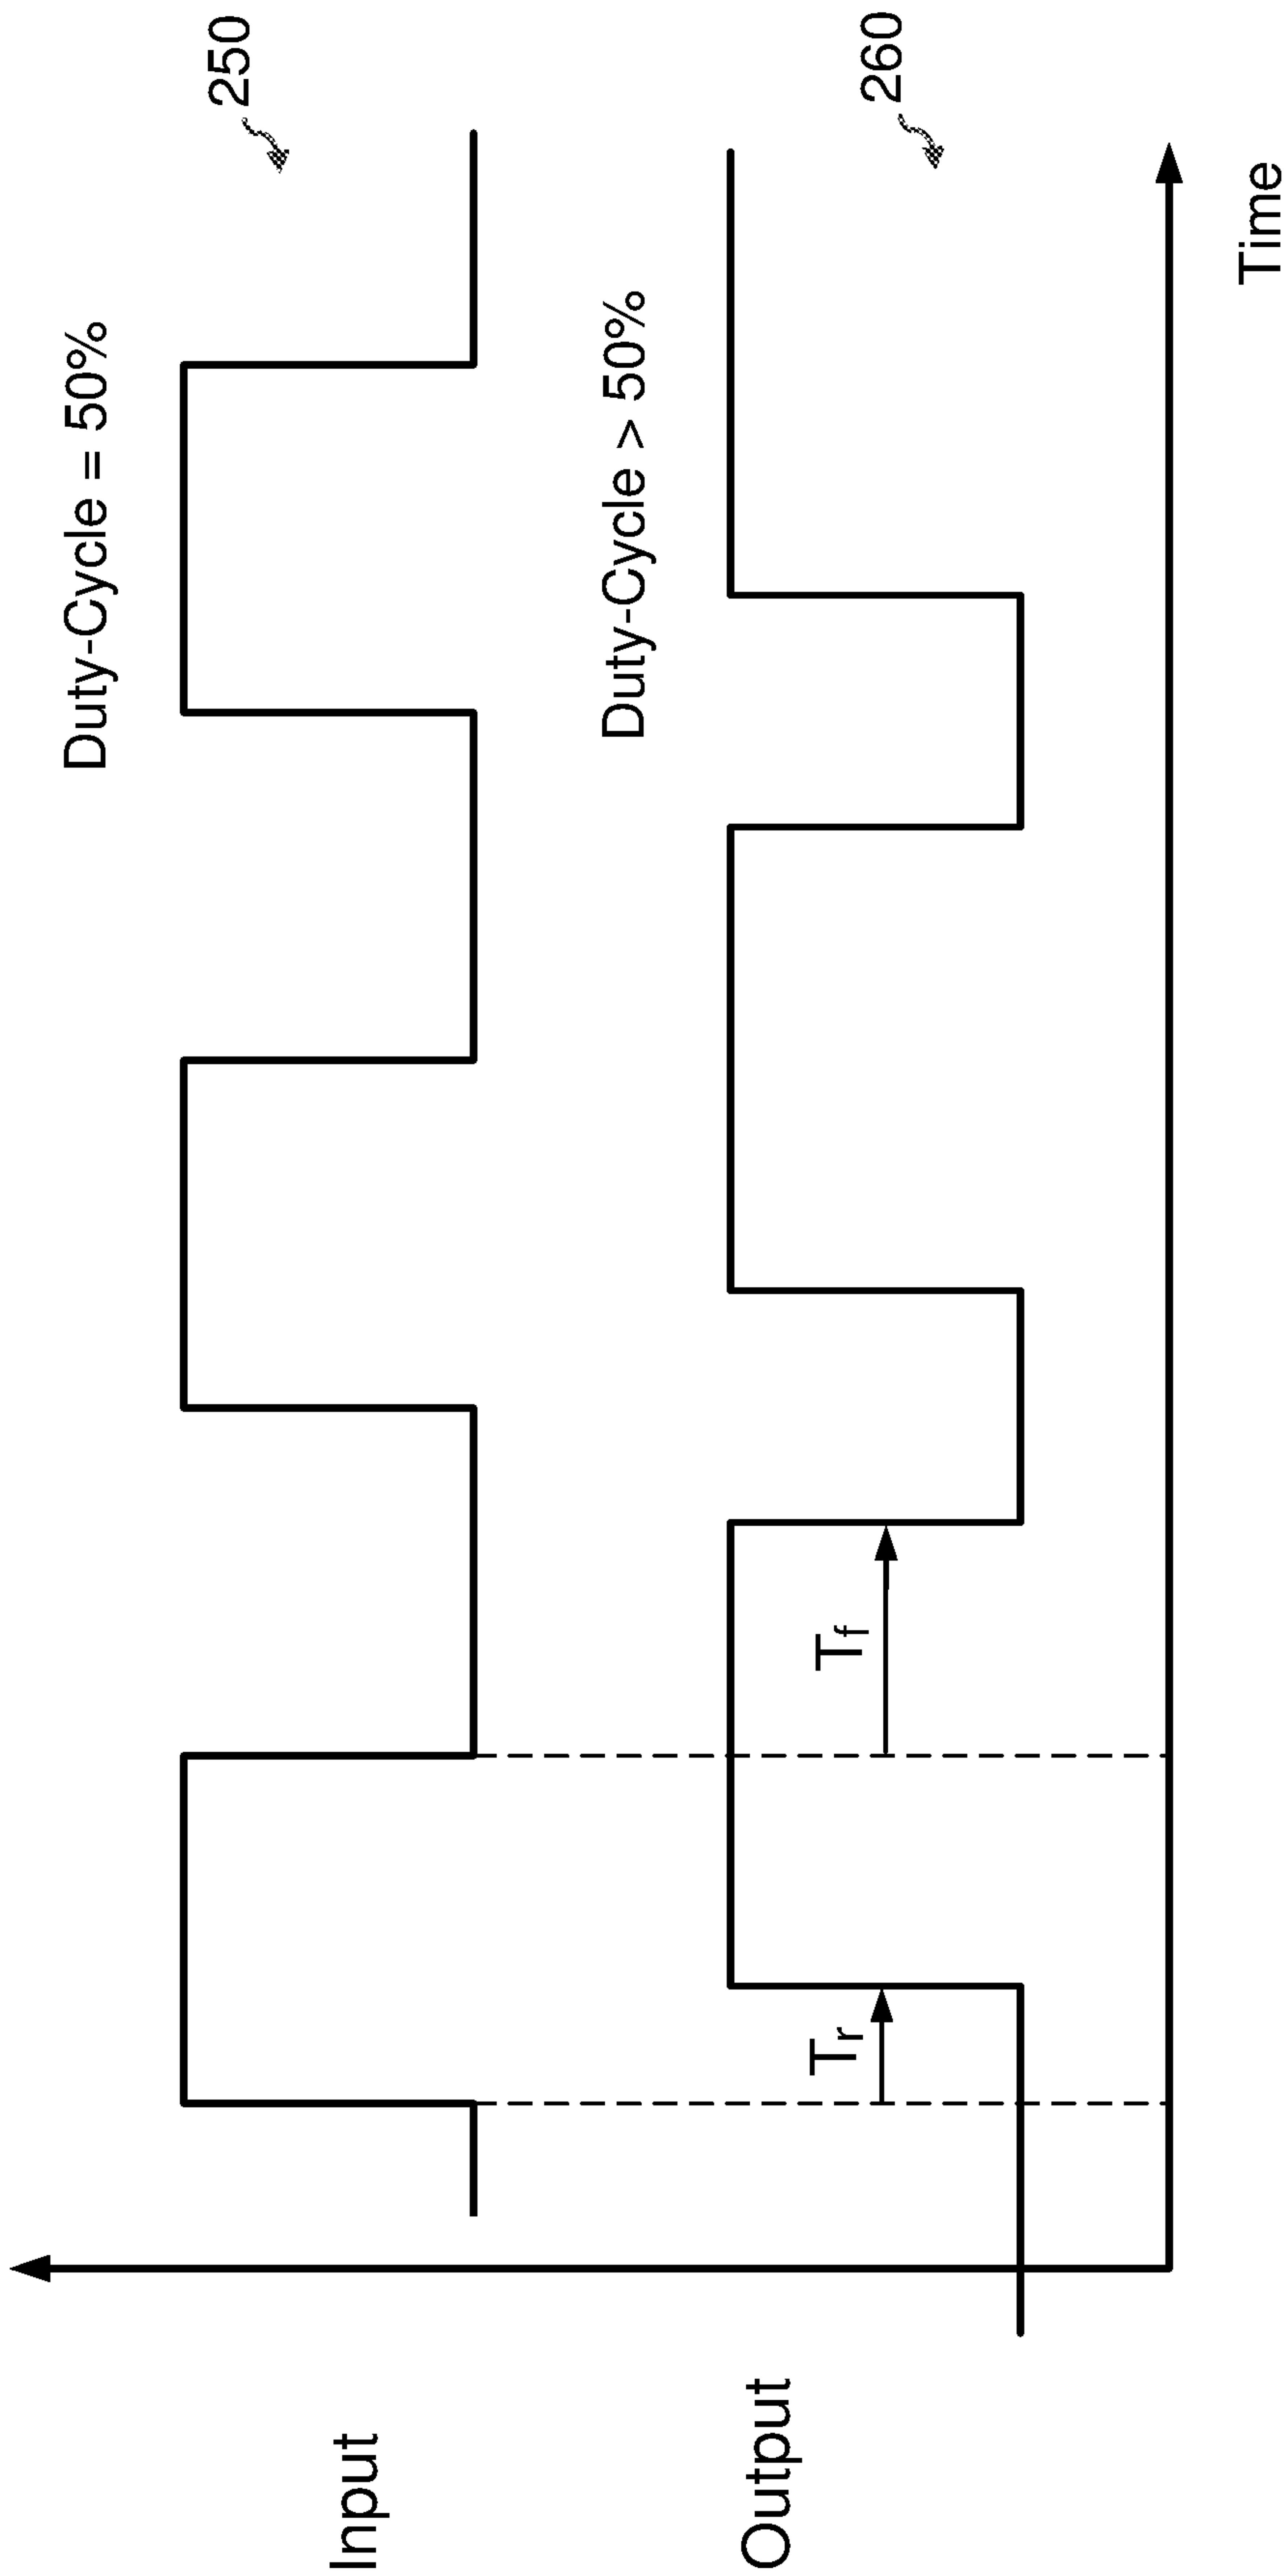 Duty-Cycle = 50%
250
Input
Duty-Cycle > 50%
260
Output
Tr
Tf
Time